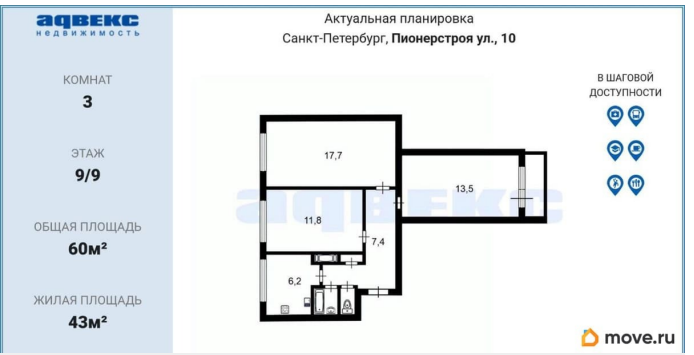 адвекс
недвижимость
КОМНАТ
3
ЭТАЖ
9/9
ОБЩАЯ ПЛОЩАДЬ
60м²
ЖИЛАЯ ПЛОЩАДЬ
43м²
Актуальная планировка
Санкт-Петербург, Пионерстроя ул., 10
17,7
13,5
11,8
7,4
6,2
адвекс
В ШАГОВОЙ
ДОСТУПНОСТИ
move.ru